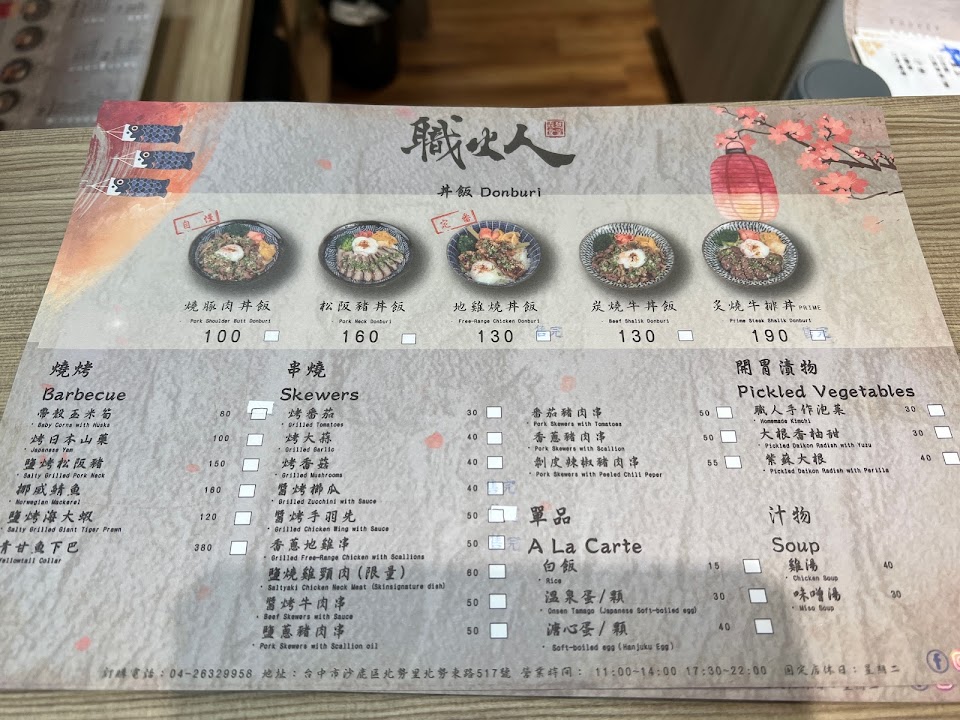 職火人
丼飯 Donburi
自慢
定番
燒豚肉丼飯
Pork Shoulder Butt Donburi
100
松阪豬丼飯
Pork Neck Donburi
160
地雞燒丼飯
Free-Range Chicken Donburi
130 售完
炭燒牛丼飯
Beef Shalik Donburi
130
炙燒牛排丼 PRIME
Prime Steak Shalik Donburi
190 售完
燒烤
Barbecue
帶殼玉米筍 80
· Baby Corns with Husks
烤日本山藥 100
· Japanese Yam
鹽烤松阪豬 150
· Salty Grilled Pork Neck
挪威鯖魚 160
· Norwegian Mackerel
鹽烤海大蝦 120
· Salty Grilled Giant Tiger Prawn
青甘魚下巴 380
Yellowtail Collar
串燒
Skewers
烤番茄 30
· Grilled Tomatoes
烤大蒜 40
· Grilled Garlic
烤香菇 40
· Grilled Mushrooms
醬烤櫛瓜 40 售完
· Grilled Zucchini with Sauce
醬烤手羽先 50
· Grilled Chicken Wing with Sauce
香蔥地雞串 50 售完
· Grilled Free-Range Chicken with Scallions
鹽燒雞頸肉(限量) 60
· Saltyaki Chicken Neck Meat (Skinsignature dish)
醬烤牛肉串 50
· Beef Skewers with Sauce
鹽蔥豬肉串 50
· Pork Skewers with Scallion oil
番茄豬肉串 50
· Pork Skewers with Tomatoes
香蔥豬肉串 50
· Pork Skewers with Scallion
剝皮辣椒豬肉串 55
· Pork Skewers with Peeled Chili Peper
單品
A La Carte
白飯 15
· Rice
溫泉蛋/顆 30
· Onsen Tamago (Japanese Soft-boiled egg)
溏心蛋/顆 40
· Soft-boiled egg (Hanjuku Egg)
開胃漬物
Pickled Vegetables
職人手作泡菜 30
· Homemade Kimchi
大根香柚甜 30
· Pickled Daikon Radish with Yuzu
紫蘇大根 40
· Pickled Daikon Radish with Perilla
汁物
Soup
雞湯 40
· Chicken Soup
味噌湯 30
· Miso Soup
訂購電話：04-26329958 地址：台中市沙鹿區北勢里北勢東路517號 營業時間： 11:00~14:00 17:30~22:00 固定店休日：星期二